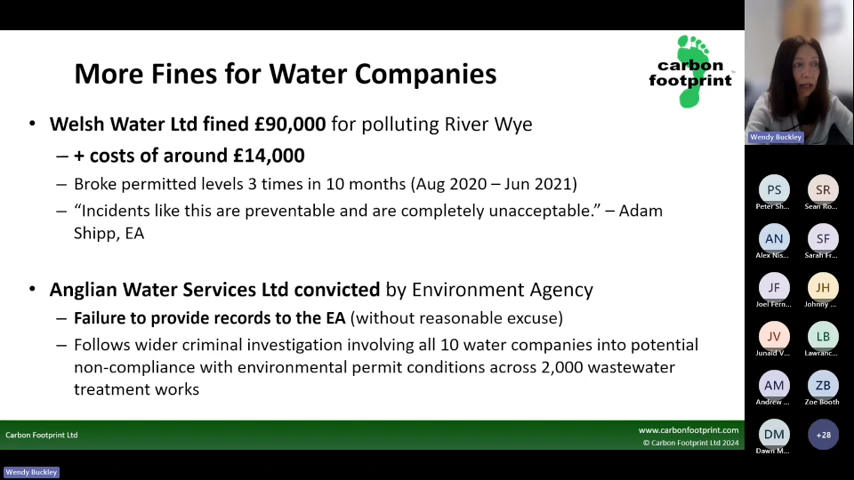 More Fines for Water Companies
carbon
footprint
• Welsh Water Ltd fined £90,000 for polluting River Wye
– + costs of around £14,000
– Broke permitted levels 3 times in 10 months (Aug 2020 – Jun 2021)
– “Incidents like this are preventable and are completely unacceptable.” – Adam
Shipp, EA
• Anglian Water Services Ltd convicted by Environment Agency
– Failure to provide records to the EA (without reasonable excuse)
– Follows wider criminal investigation involving all 10 water companies into potential
non-compliance with environmental permit conditions across 2,000 wastewater
treatment works
Carbon Footprint Ltd
www.carbonfootprint.com
© Carbon Footprint Ltd 2024
Wendy Buckley
Wendy Buckley
PS
SR
Peter Sh...
Sean Ro...
AN
SF
Alex Nis...
Sarah Fr...
JF
JH
Joel Fern...
Johnny ...
JV
LB
Junaid V...
Lawranc...
AM
ZB
Andrew ...
Zoe Booth
DM
+28
Dawn M...